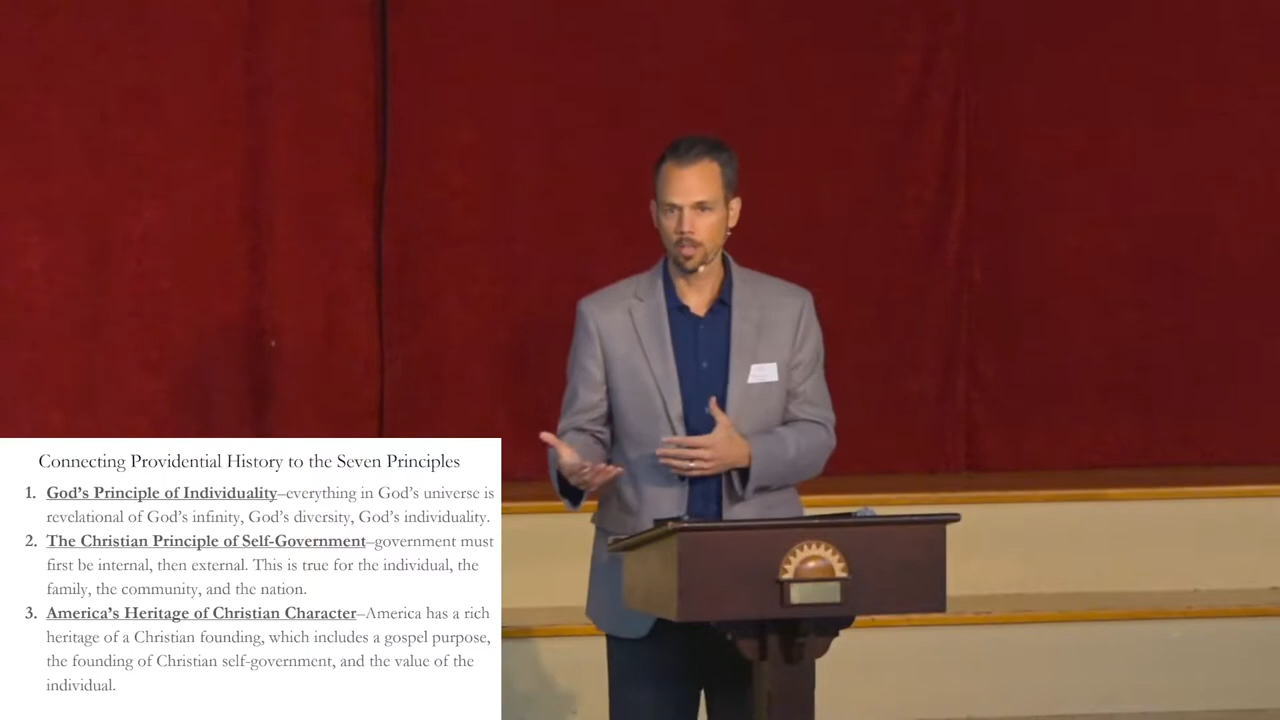 Connecting Providential History to the Seven Principles
1. God's Principle of Individuality–everything in God's universe is
revelational of God's infinity, God's diversity, God's individuality.
2. The Christian Principle of Self-Government–government must
first be internal, then external. This is true for the individual, the
family, the community, and the nation.
3. America's Heritage of Christian Character–America has a rich
heritage of a Christian founding, which includes a gospel purpose,
the founding of Christian self-government, and the value of the
individual.